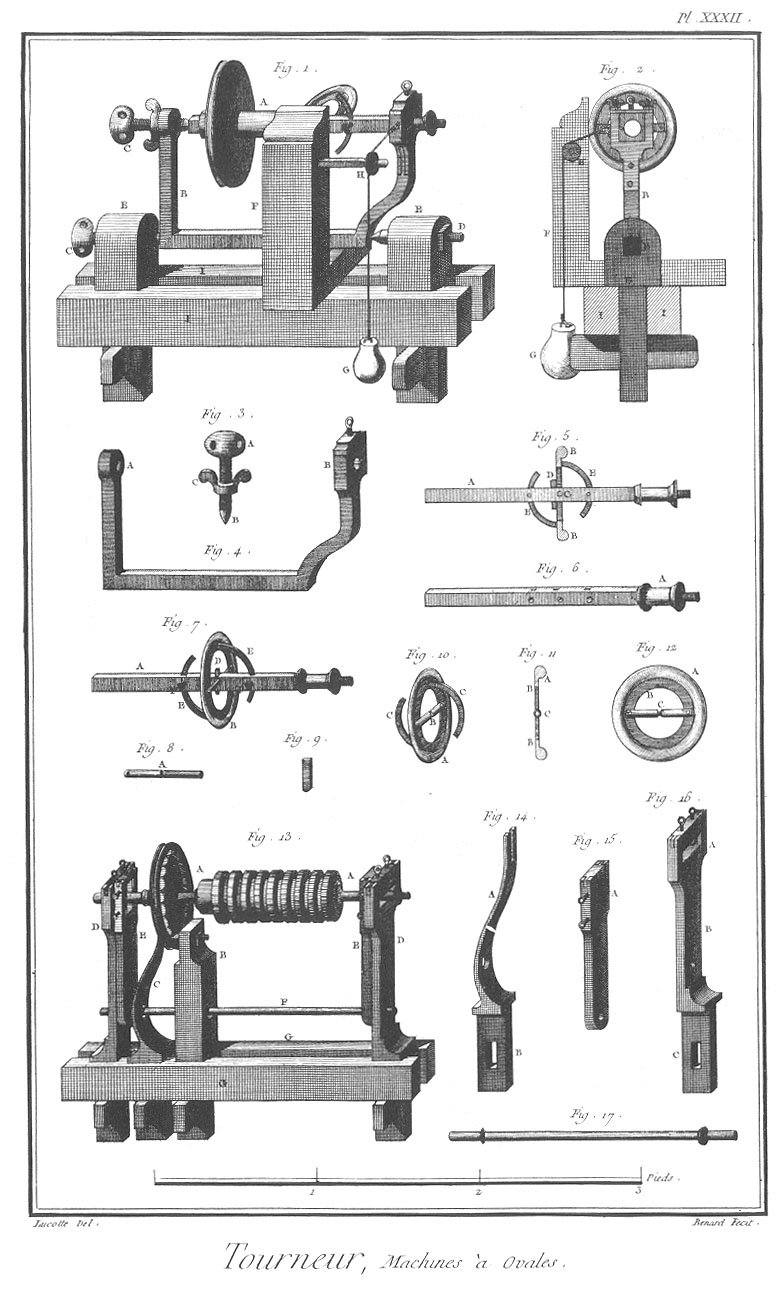 Pl. XXXII.
Fig. 1.
A
C
B
E
F
H
E
C
D
I
I
G
Fig. 2.
H
B
F
E
I
I
G
Fig. 3.
A
C
B
Fig. 4.
A
B
Fig. 5.
B
D
E
A
C
B
B
Fig. 6.
A
Fig. 7.
A
D
E
E
B
Fig. 8.
A
Fig. 9.
Fig. 10.
C
C
B
A
Fig. 11.
A
B
C
B
Fig. 12
A
B
C
Fig. 13.
A
A
D
E
B
E
D
C
F
G
G
Fig. 14.
A
B
Fig. 15.
A
Fig. 16.
A
B
C
Fig. 17.
1
2
3
Pieds.
Lucotte Del.
Benard Fecit.
Tourneur, Machines à Ovales.